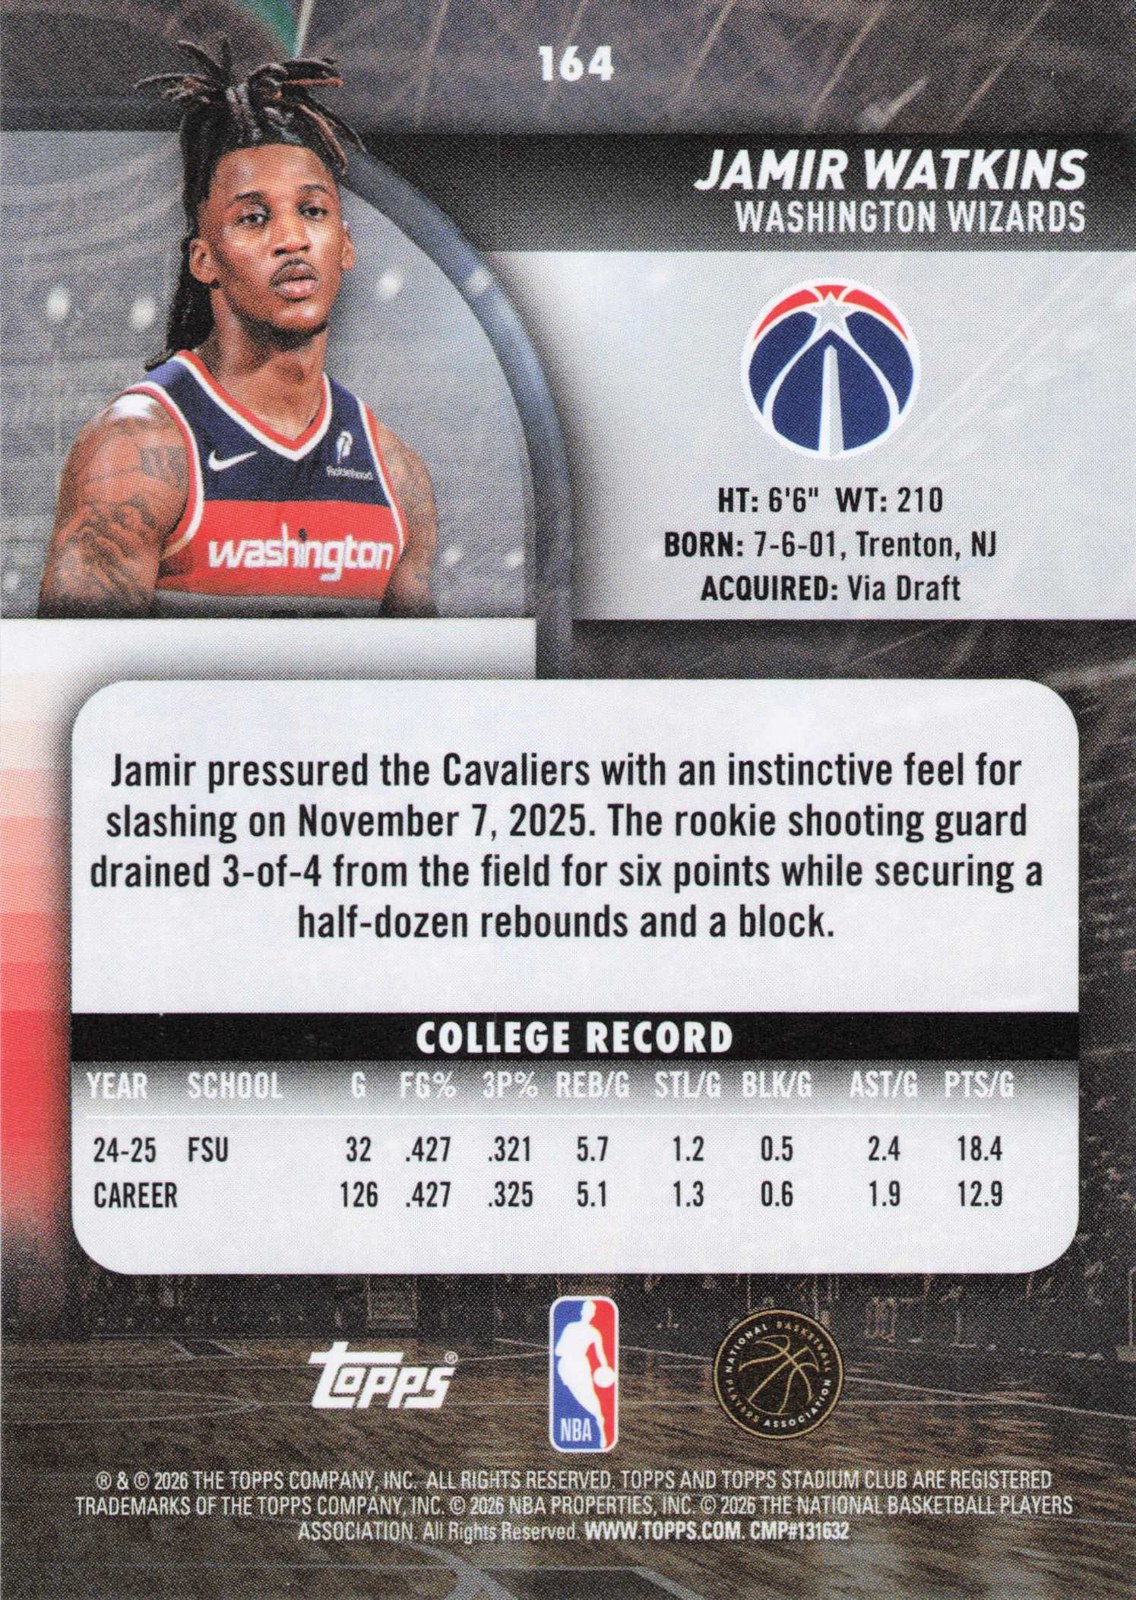 164
JAMIR WATKINS
WASHINGTON WIZARDS
HT: 6'6" WT: 210
BORN: 7-6-01, Trenton, NJ
ACQUIRED: Via Draft
Robinhood
washington
Jamir pressured the Cavaliers with an instinctive feel for
slashing on November 7, 2025. The rookie shooting guard
drained 3-of-4 from the field for six points while securing a
half-dozen rebounds and a block.
COLLEGE RECORD
YEAR SCHOOL G FG% 3P% REB/G STL/G BLK/G AST/G PTS/G
24-25 FSU 32 .427 .321 5.7 1.2 0.5 2.4 18.4
CAREER 126 .427 .325 5.1 1.3 0.6 1.9 12.9
topps®
NBA
NATIONAL BASKETBALL PLAYERS ASSOCIATION
® & © 2026 THE TOPPS COMPANY, INC. ALL RIGHTS RESERVED. TOPPS AND TOPPS STADIUM CLUB ARE REGISTERED
TRADEMARKS OF THE TOPPS COMPANY, INC. © 2026 NBA PROPERTIES, INC. © 2026 THE NATIONAL BASKETBALL PLAYERS
ASSOCIATION. All Rights Reserved. WWW.TOPPS.COM. CMP#131632